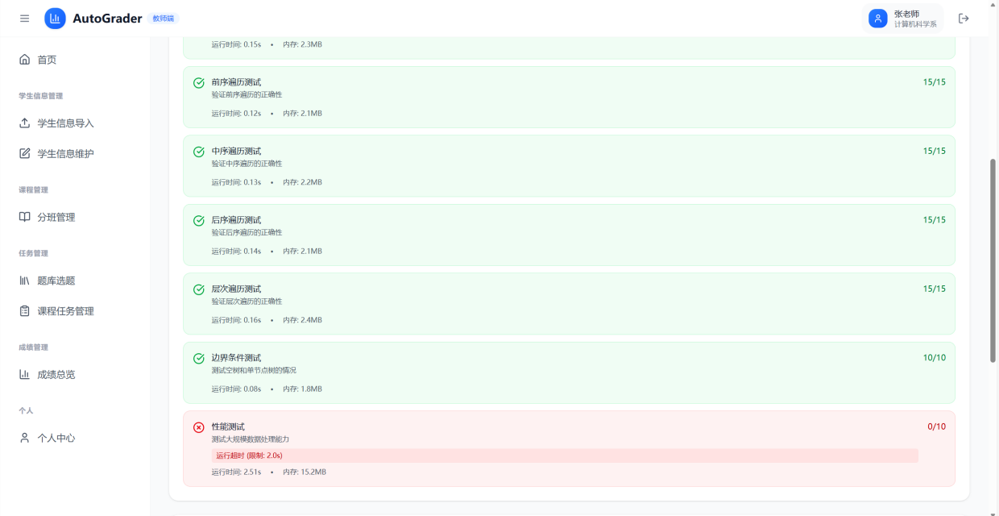 AutoGrader 教师端
张老师
计算机科学系
首页
学生信息管理
学生信息导入
学生信息维护
课程管理
分班管理
任务管理
题库选题
课程任务管理
成绩管理
成绩总览
个人
个人中心
运行时间: 0.15s • 内存: 2.3MB
前序遍历测试 15/15
验证前序遍历的正确性
运行时间: 0.12s • 内存: 2.1MB
中序遍历测试 15/15
验证中序遍历的正确性
运行时间: 0.13s • 内存: 2.2MB
后序遍历测试 15/15
验证后序遍历的正确性
运行时间: 0.14s • 内存: 2.1MB
层次遍历测试 15/15
验证层次遍历的正确性
运行时间: 0.16s • 内存: 2.4MB
边界条件测试 10/10
测试空树和单节点树的情况
运行时间: 0.08s • 内存: 1.8MB
性能测试 0/10
测试大规模数据处理能力
运行超时 (限制: 2.0s)
运行时间: 2.51s • 内存: 15.2MB